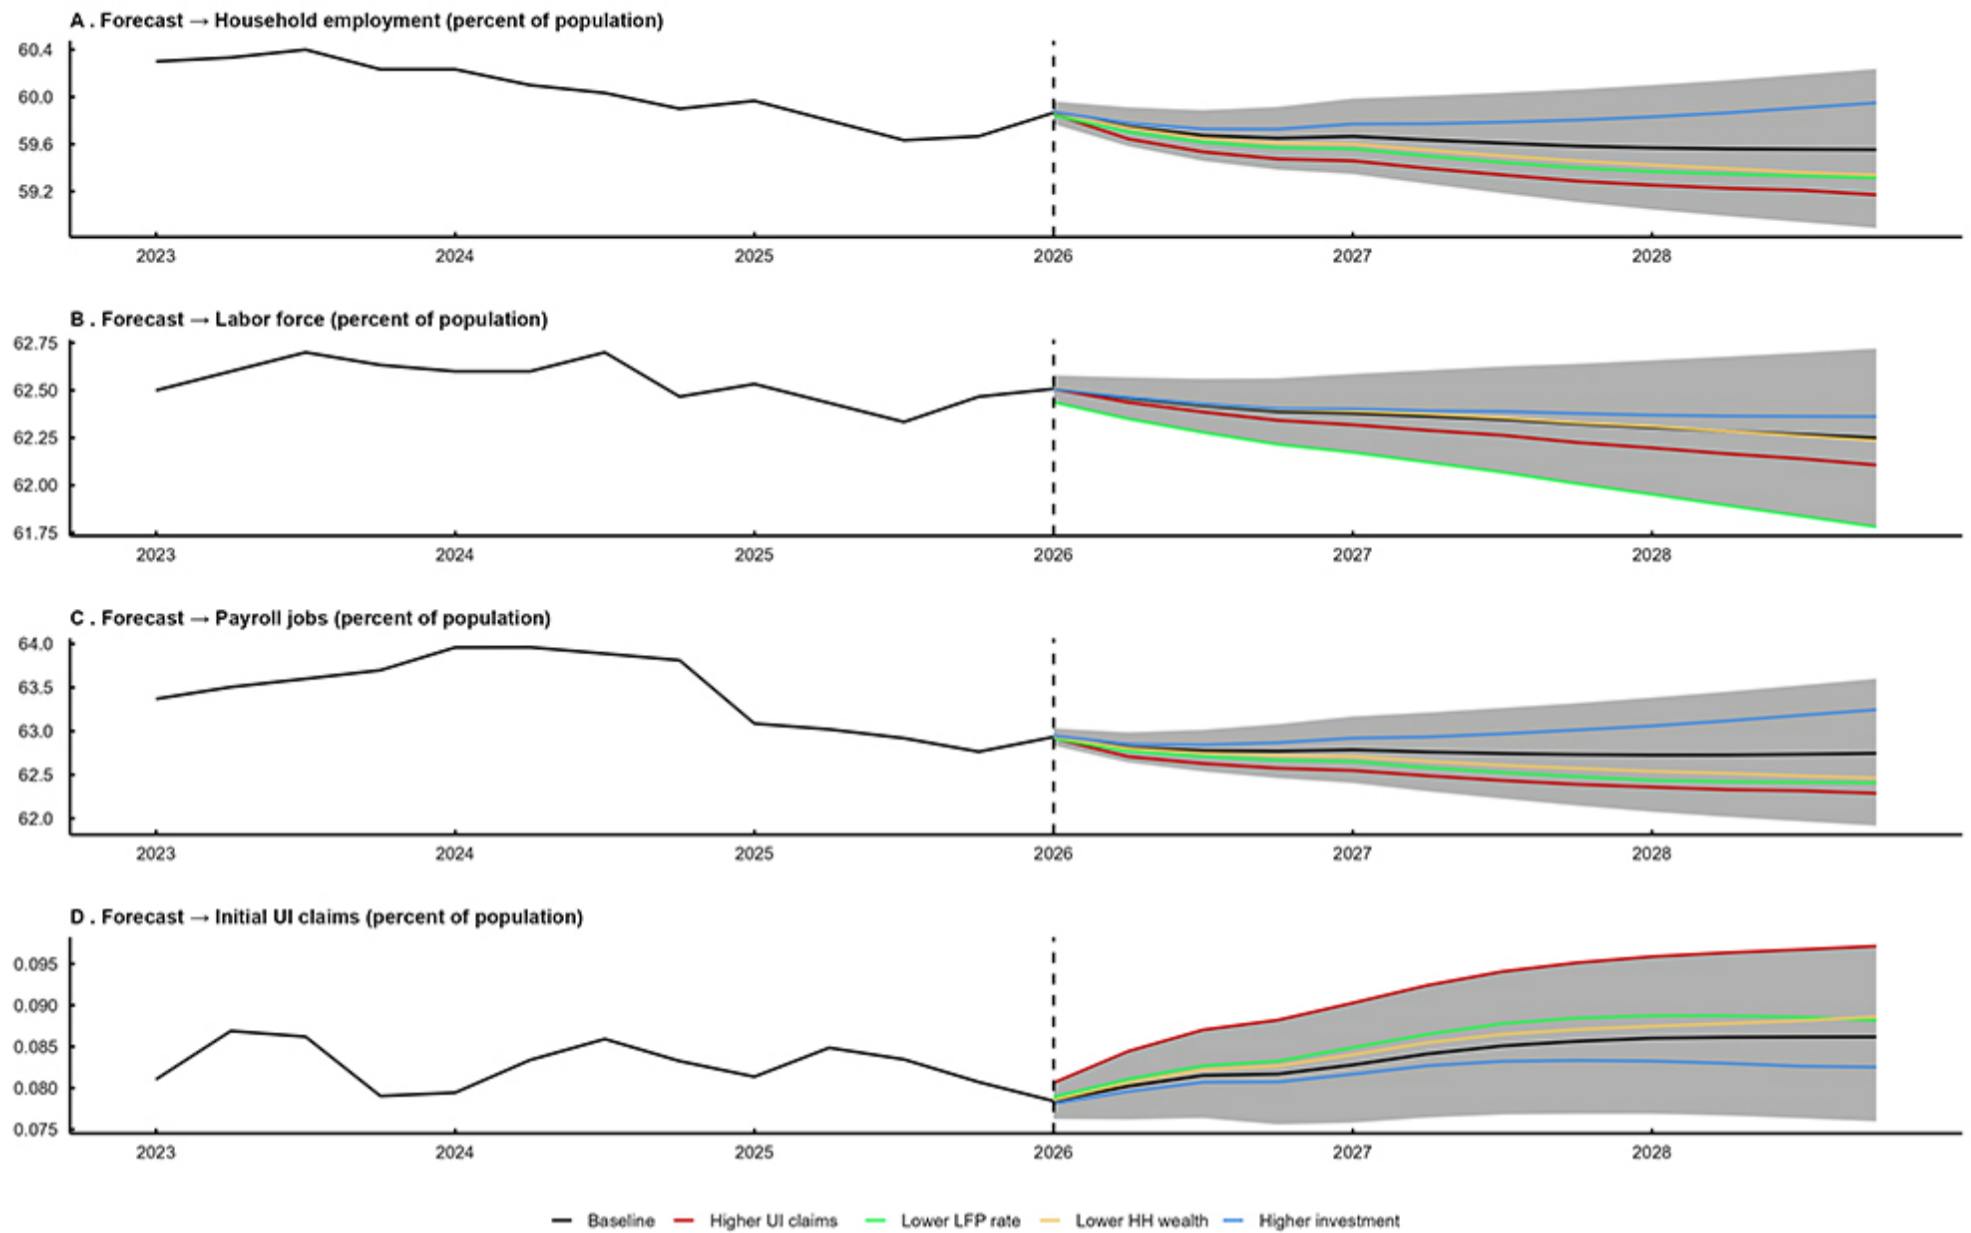 A . Forecast → Household employment (percent of population)
60.4
60.0
59.6
59.2
2023 2024 2025 2026 2027 2028
B . Forecast → Labor force (percent of population)
62.75
62.50
62.25
62.00
61.75
2023 2024 2025 2026 2027 2028
C . Forecast → Payroll jobs (percent of population)
64.0
63.5
63.0
62.5
62.0
2023 2024 2025 2026 2027 2028
D . Forecast → Initial UI claims (percent of population)
0.095
0.090
0.085
0.080
0.075
2023 2024 2025 2026 2027 2028
Baseline Higher UI claims Lower LFP rate Lower HH wealth Higher investment